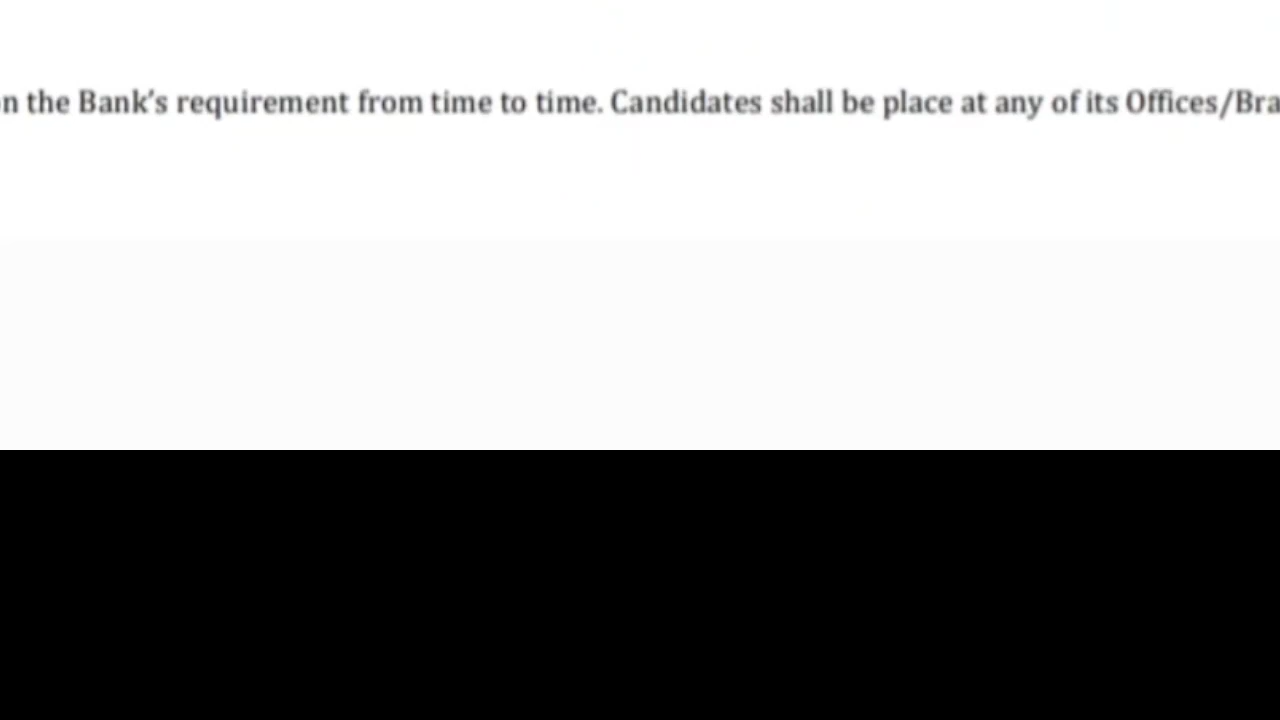 n the Bank's requirement from time to time. Candidates shall be place at any of its Offices/Bra